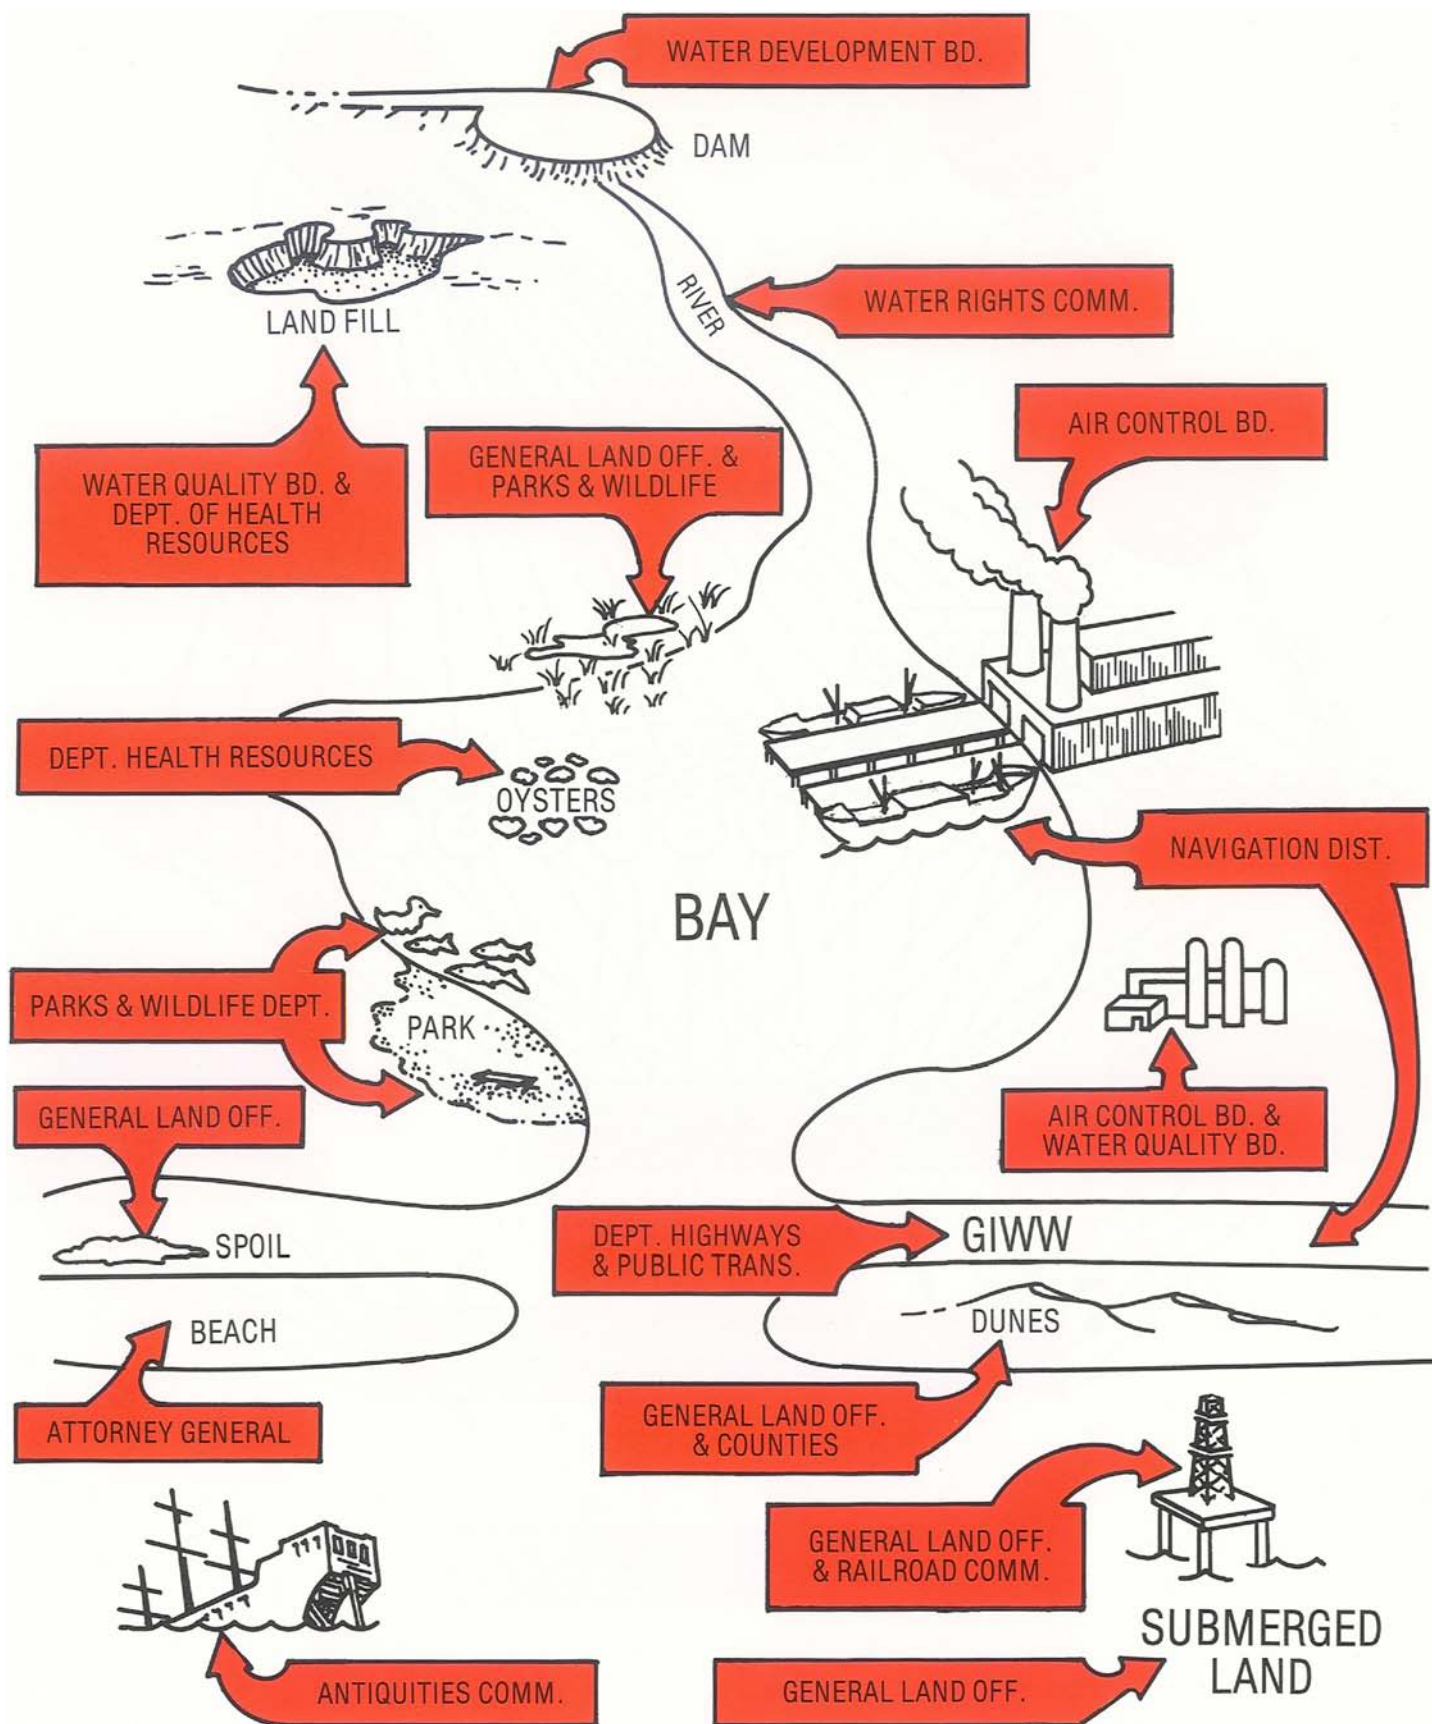 WATER DEVELOPMENT BD.
DAM
RIVER
WATER RIGHTS COMM.
LAND FILL
AIR CONTROL BD.
WATER QUALITY BD. &
DEPT. OF HEALTH
RESOURCES
GENERAL LAND OFF. &
PARKS & WILDLIFE
DEPT. HEALTH RESOURCES
OYSTERS
NAVIGATION DIST.
BAY
PARKS & WILDLIFE DEPT.
PARK
GENERAL LAND OFF.
AIR CONTROL BD. &
WATER QUALITY BD.
SPOIL
DEPT. HIGHWAYS
& PUBLIC TRANS.
GIWW
BEACH
DUNES
ATTORNEY GENERAL
GENERAL LAND OFF.
& COUNTIES
GENERAL LAND OFF.
& RAILROAD COMM.
SUBMERGED
LAND
ANTIQUITIES COMM.
GENERAL LAND OFF.